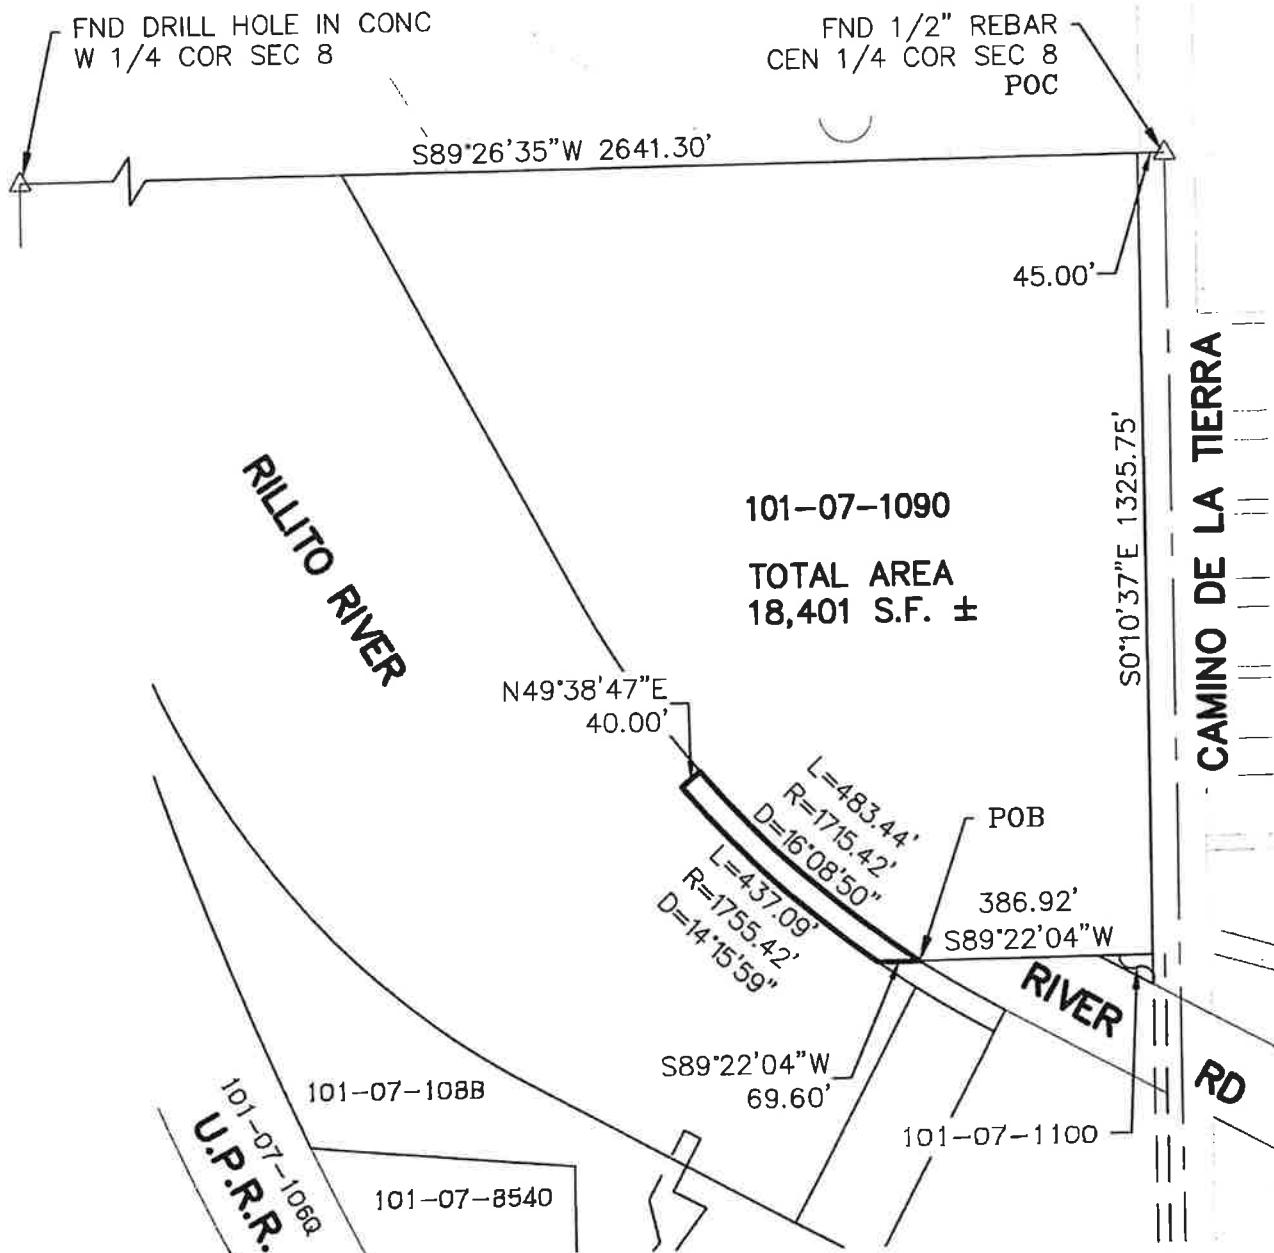 FND DRILL HOLE IN CONC
W 1/4 COR SEC 8
FND 1/2" REBAR
CEN 1/4 COR SEC 8
POC
S89°26'35"W 2641.30'
45.00'
CAMINO DE LA TIERRA
S0°10'37"E 1325.75'
RILLITO RIVER
101-07-1090
TOTAL AREA
18,401 S.F. ±
N49°38'47"E
40.00'
L=483.44'
R=1715.42'
D=16°08'50"
POB
L=437.09'
R=1755.42'
D=14°15'59"
386.92'
S89°22'04"W
RIVER RD
S89°22'04"W
69.60'
101-07-1100
101-07-108B
101-07-106Q
U.P.R.R.
101-07-8540